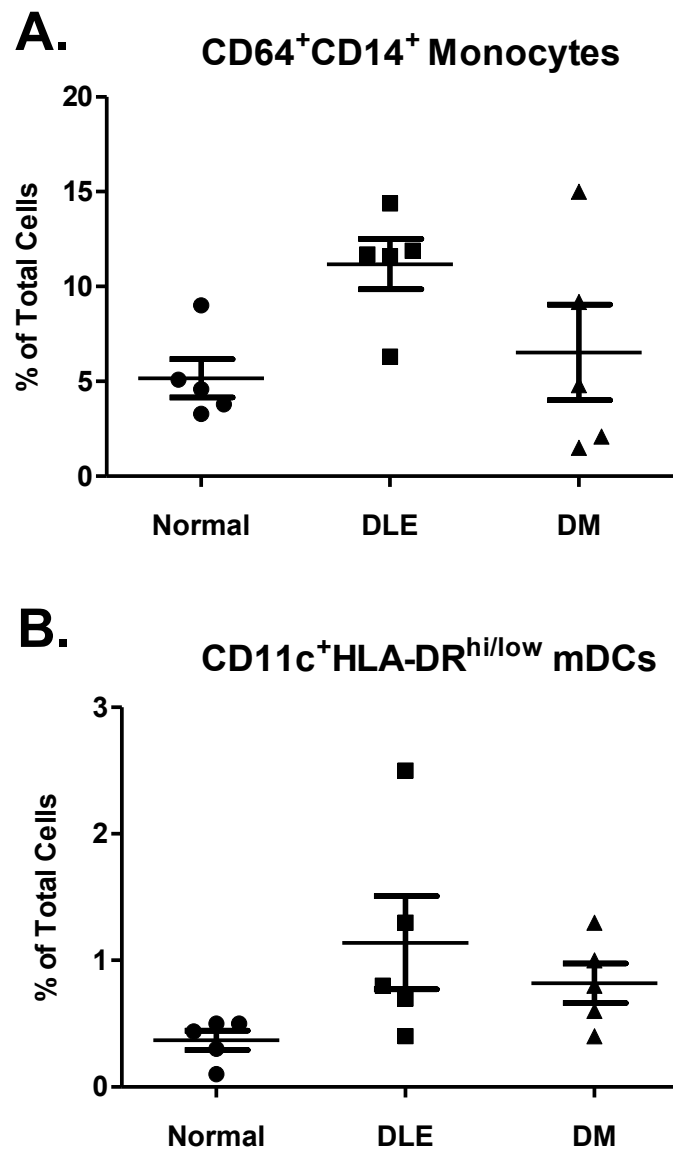 A.
CD64⁺CD14⁺ Monocytes
% of Total Cells
20
15
10
5
0
Normal DLE DM
B.
CD11c⁺HLA-DRʰⁱ/ˡᵒʷ mDCs
% of Total Cells
3
2
1
0
Normal DLE DM